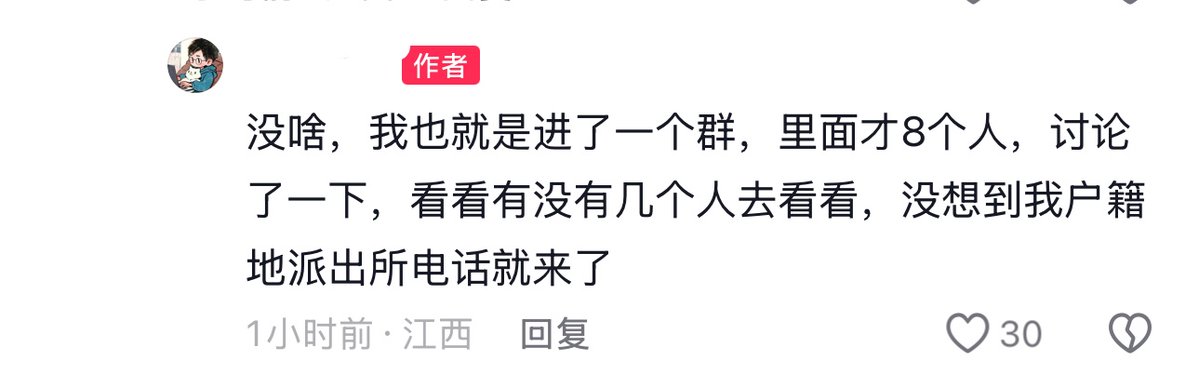 作者
没啥，我也就是进了一个群，里面才8个人，讨论
了一下，看看有没有几个人去看看，没想到我户籍
地派出所电话就来了
1小时前 · 江西 回复 30